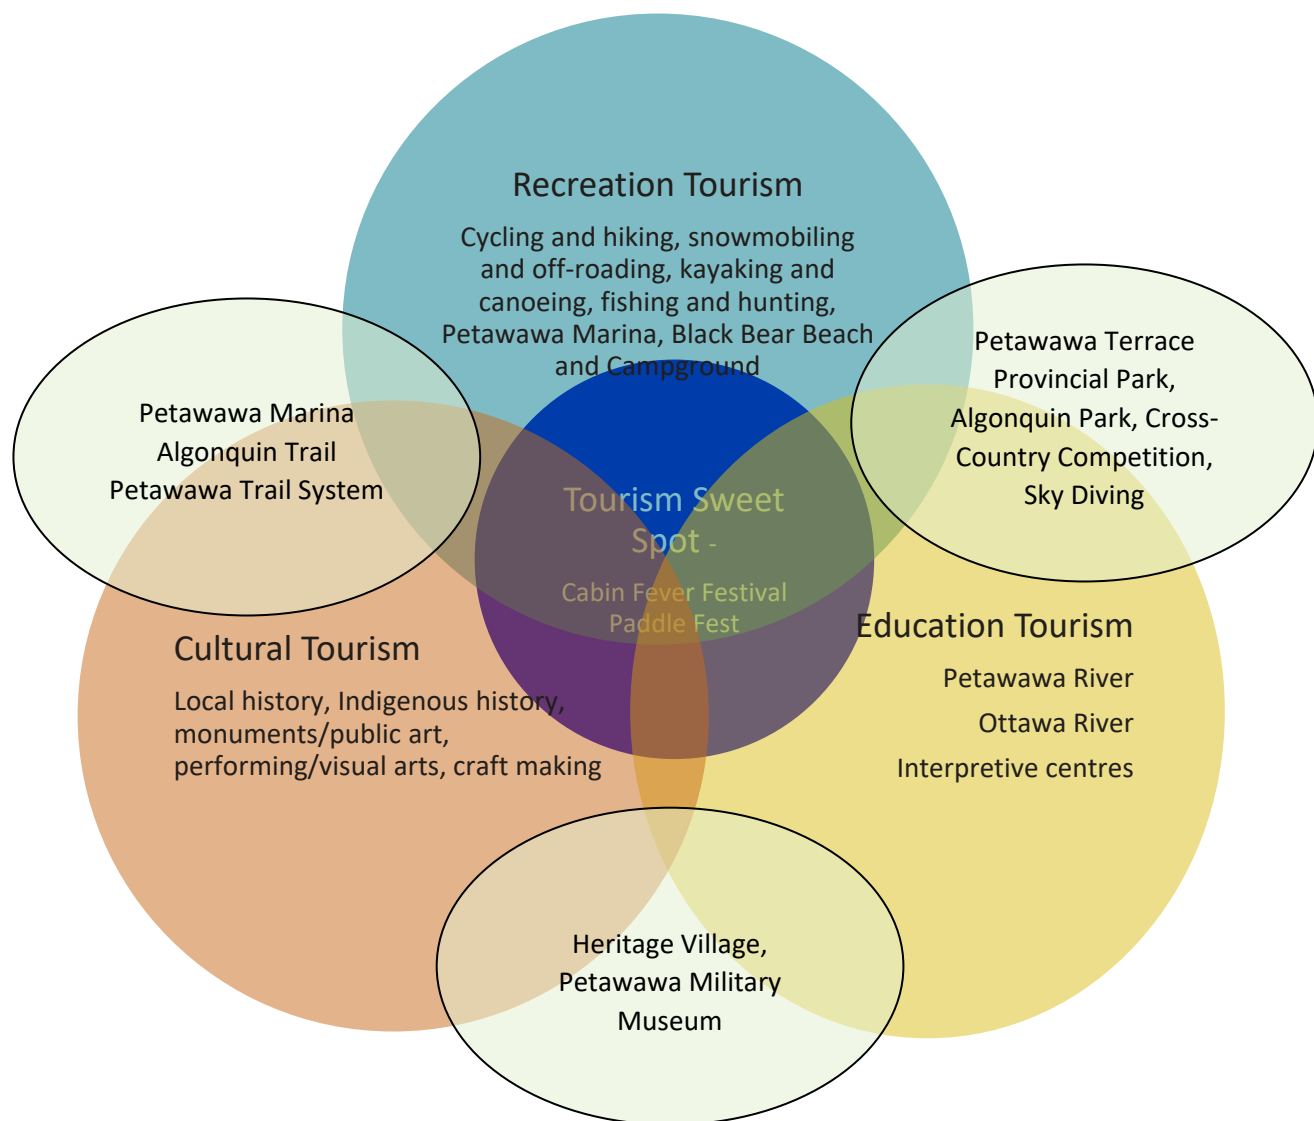 Recreation Tourism
Cycling and hiking, snowmobiling
and off-roading, kayaking and
canoeing, fishing and hunting,
Petawawa Marina, Black Bear Beach
and Campground
Petawawa Marina
Algonquin Trail
Petawawa Trail System
Petawawa Terrace
Provincial Park,
Algonquin Park, Cross-
Country Competition,
Sky Diving
Tourism Sweet
Spot -
Cabin Fever Festival
Paddle Fest
Cultural Tourism
Local history, Indigenous history,
monuments/public art,
performing/visual arts, craft making
Education Tourism
Petawawa River
Ottawa River
Interpretive centres
Heritage Village,
Petawawa Military
Museum